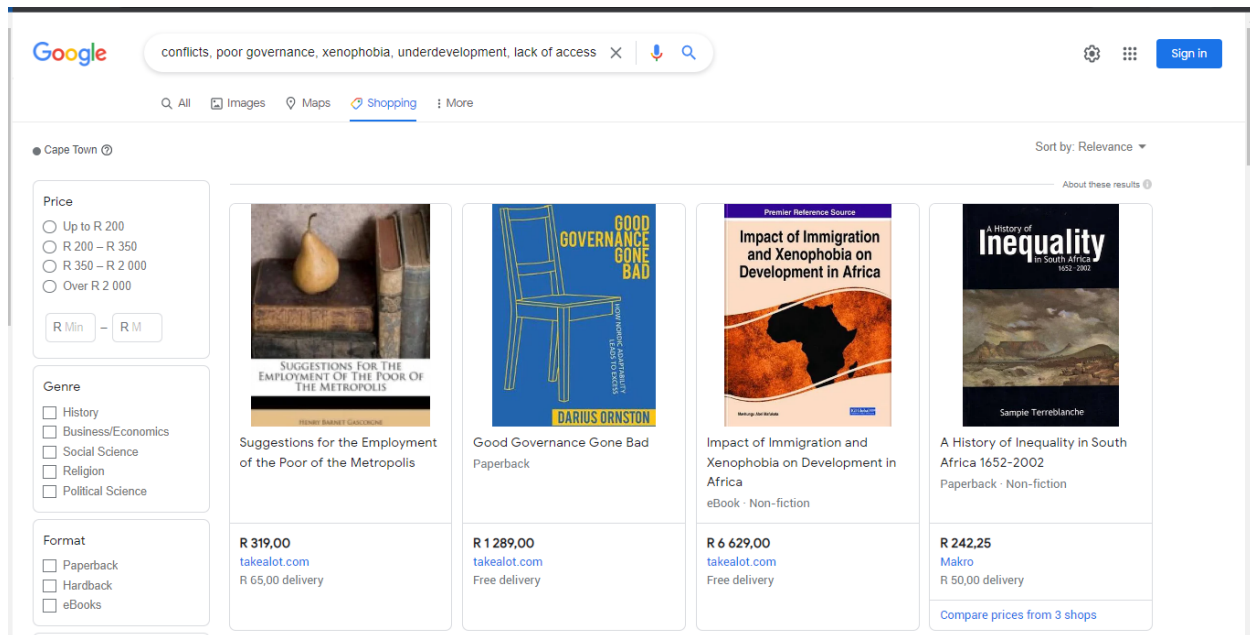 Google
conflicts, poor governance, xenophobia, underdevelopment, lack of access
Sign in
All Images Maps Shopping More
Cape Town
Sort by: Relevance
About these results
Price
Up to R 200
R 200 – R 350
R 350 – R 2 000
Over R 2 000
R Min – R M
Genre
History
Business/Economics
Social Science
Religion
Political Science
Format
Paperback
Hardback
eBooks
SUGGESTIONS FOR THE
EMPLOYMENT OF THE POOR OF
THE METROPOLIS
HENRY BARNET GASCOIGNE
Suggestions for the Employment
of the Poor of the Metropolis
R 319,00
takealot.com
R 65,00 delivery
GOOD
GOVERNANCE
GONE
BAD
HOW NORDIC ADAPTABILITY
LEADS TO EXCESS
DARIUS ORNSTON
Good Governance Gone Bad
Paperback
R 1 289,00
takealot.com
Free delivery
Premier Reference Source
Impact of Immigration
and Xenophobia on
Development in Africa
Impact of Immigration and
Xenophobia on Development in
Africa
eBook · Non-fiction
R 6 629,00
takealot.com
Free delivery
A History of
Inequality
in South Africa
1652-2002
Sampie Terreblanche
A History of Inequality in South
Africa 1652-2002
Paperback · Non-fiction
R 242,25
Makro
R 50,00 delivery
Compare prices from 3 shops